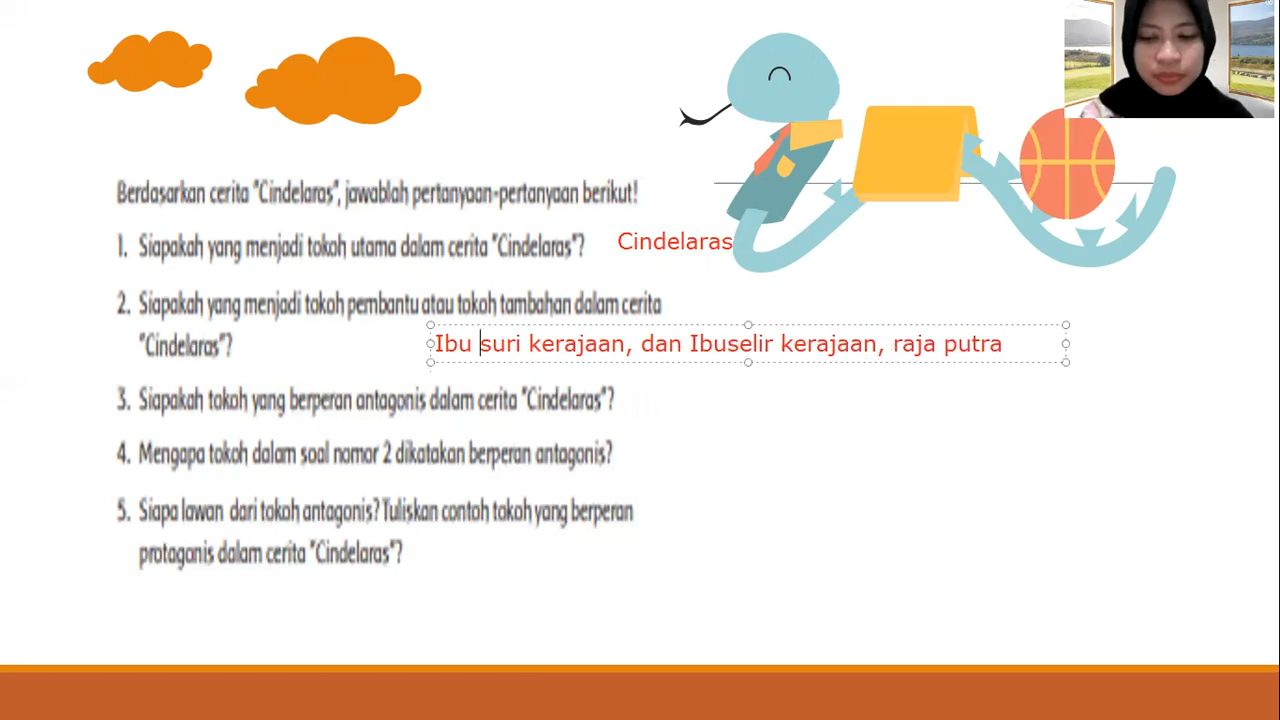 Berdasarkan cerita "Cindelaras", jawablah pertanyaan-pertanyaan berikut!
1. Siapakah yang menjadi tokoh utama dalam cerita "Cindelaras"? Cindelaras
2. Siapakah yang menjadi tokoh pembantu atau tokoh tambahan dalam cerita
"Cindelaras"? Ibu suri kerajaan, dan Ibuselir kerajaan, raja putra
3. Siapakah tokoh yang berperan antagonis dalam cerita "Cindelaras"?
4. Mengapa tokoh dalam soal nomor 2 dikatakan berperan antagonis?
5. Siapa lawan dari tokoh antagonis? Tuliskan contoh tokoh yang berperan
protagonis dalam cerita "Cindelaras"?